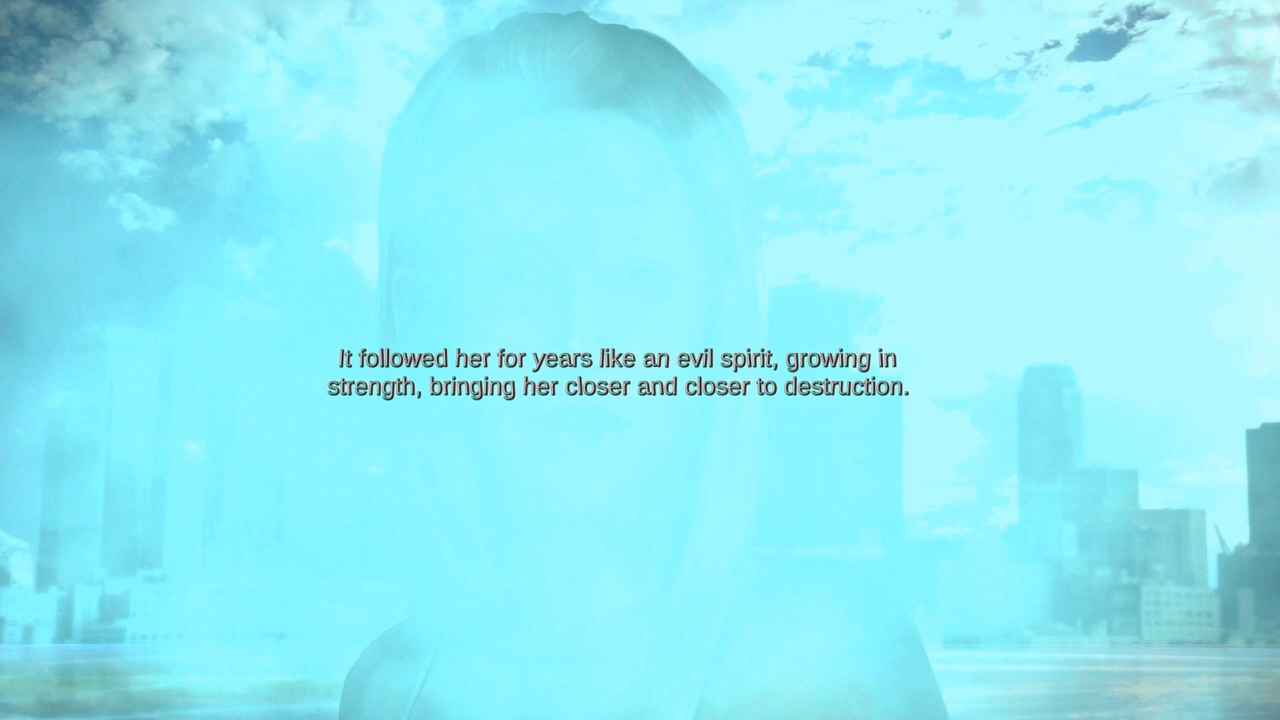 It followed her for years like an evil spirit, growing in
strength, bringing her closer and closer to destruction.